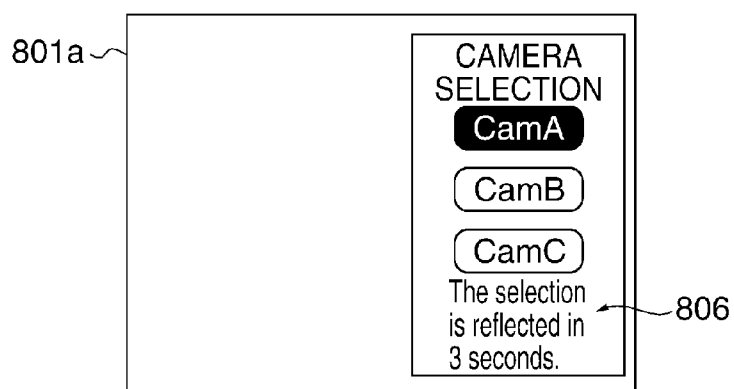 801a
CAMERA
SELECTION
CamA
CamB
CamC
The selection
is reflected in
3 seconds.
806